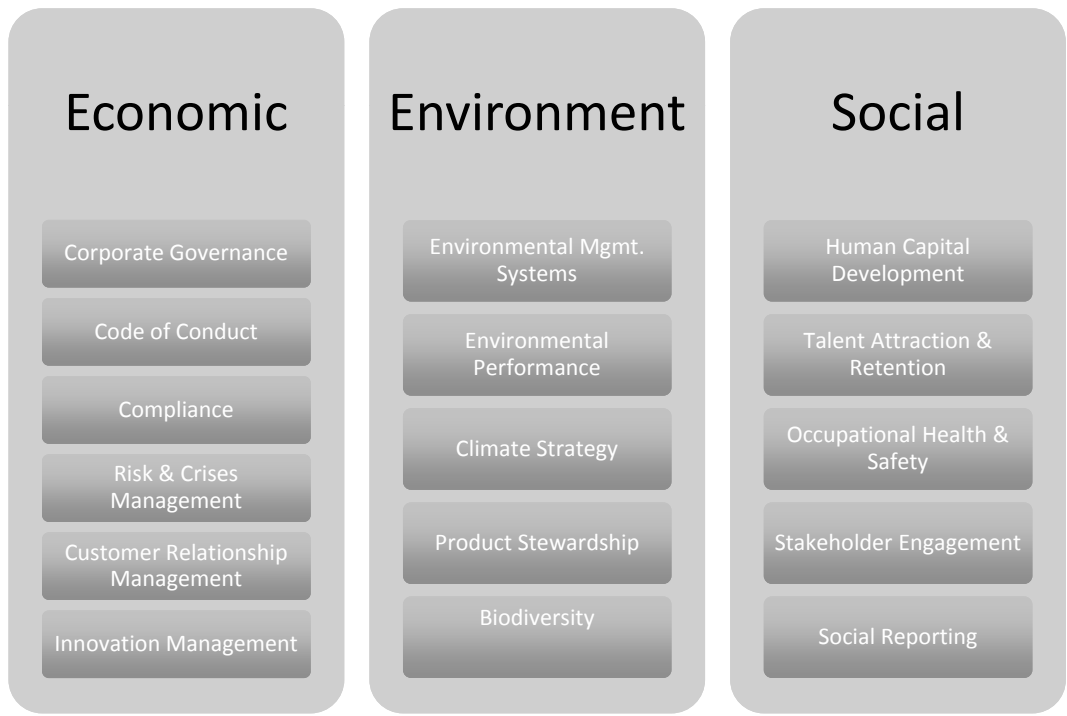 Economic
Corporate Governance
Code of Conduct
Compliance
Risk & Crises
Management
Customer Relationship
Management
Innovation Management
Environment
Environmental Mgmt.
Systems
Environmental
Performance
Climate Strategy
Product Stewardship
Biodiversity
Social
Human Capital
Development
Talent Attraction &
Retention
Occupational Health &
Safety
Stakeholder Engagement
Social Reporting